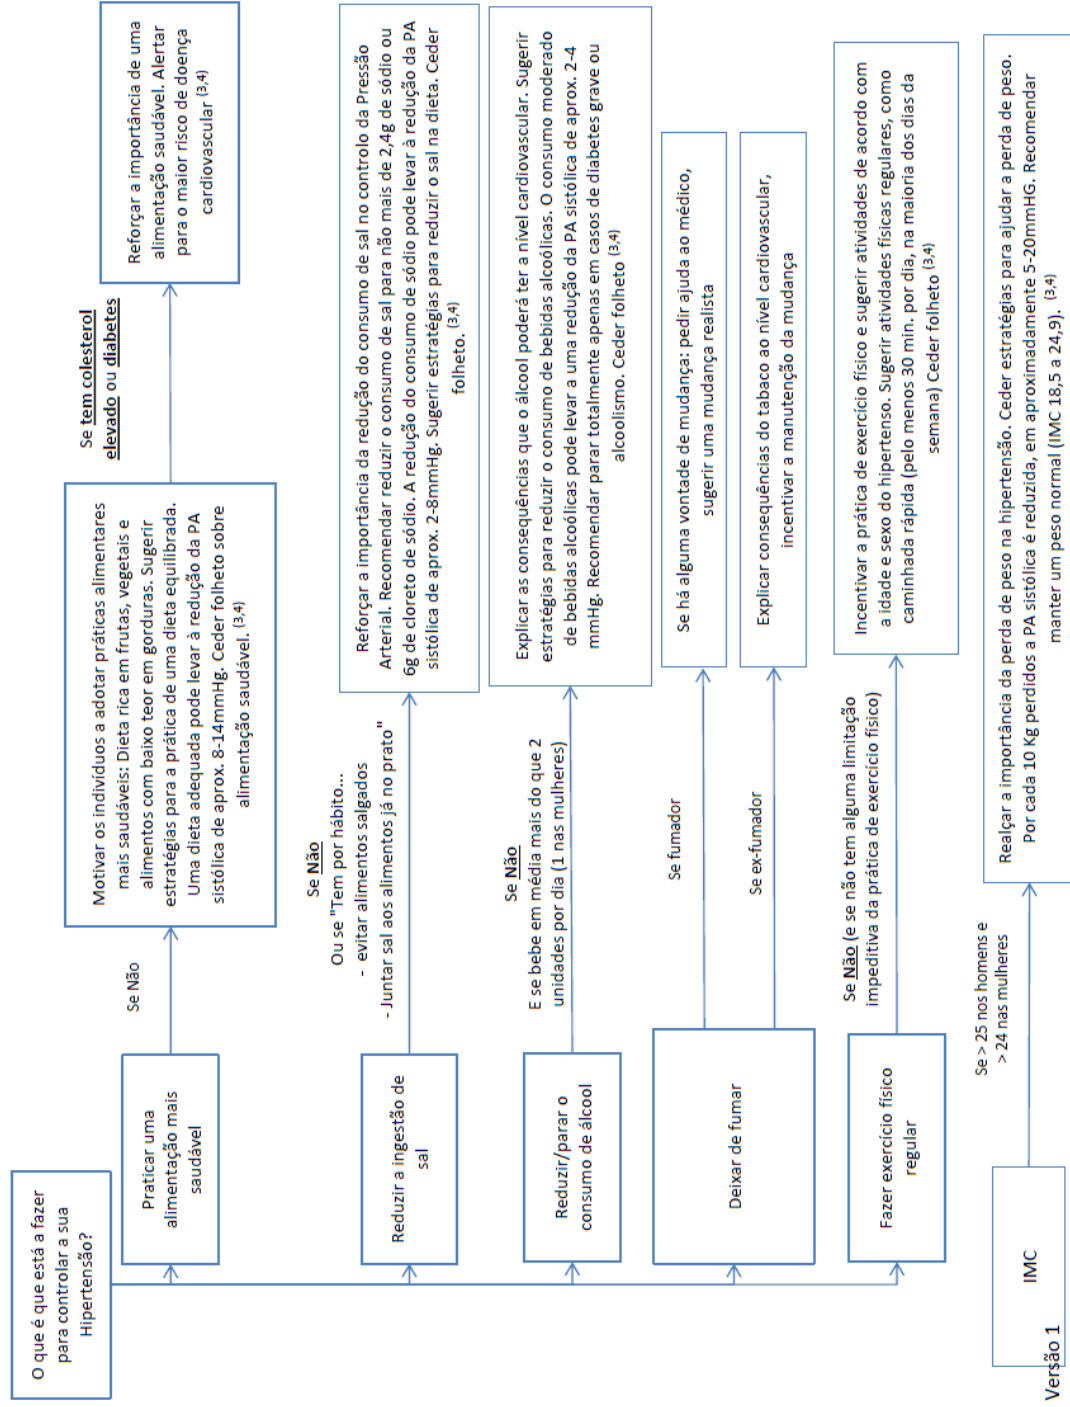 O que é que está a fazer
para controlar a sua
Hipertensão?
Praticar uma
alimentação mais
saudável
Se Não
Motivar os indivíduos a adotar práticas alimentares
mais saudáveis: Dieta rica em frutas, vegetais e
alimentos com baixo teor em gorduras. Sugerir
estratégias para a prática de uma dieta equilibrada.
Uma dieta adequada pode levar à redução da PA
sistólica de aprox. 8-14mmHg. Ceder folheto sobre
alimentação saudável. (3,4)
Se tem colesterol
elevado ou diabetes
Reforçar a importância de uma
alimentação saudável. Alertar
para o maior risco de doença
cardiovascular (3,4)
Reduzir a ingestão de
sal
Se Não
Ou se "Tem por hábito...
- evitar alimentos salgados
- Juntar sal aos alimentos já no prato"
Reforçar a importância da redução do consumo de sal no controlo da Pressão
Arterial. Recomendar reduzir o consumo de sal para não mais de 2,4g de sódio ou
6g de cloreto de sódio. A redução do consumo de sódio pode levar à redução da PA
sistólica de aprox. 2-8mmHg. Sugerir estratégias para reduzir o sal na dieta. Ceder
folheto. (3,4)
Reduzir/parar o
consumo de álcool
Se Não
E se bebe em média mais do que 2
unidades por dia (1 nas mulheres)
Explicar as consequências que o álcool poderá ter a nível cardiovascular. Sugerir
estratégias para reduzir o consumo de bebidas alcoólicas. O consumo moderado
de bebidas alcoólicas pode levar a uma redução da PA sistólica de aprox. 2-4
mmHg. Recomendar parar totalmente apenas em casos de diabetes grave ou
alcoolismo. Ceder folheto (3,4)
Deixar de fumar
Se fumador
Se há alguma vontade de mudança: pedir ajuda ao médico,
sugerir uma mudança realista
Se ex-fumador
Explicar consequências do tabaco ao nível cardiovascular,
incentivar a manutenção da mudança
Fazer exercício físico
regular
Se Não (e se não tem alguma limitação
impeditiva da prática de exercício físico)
Incentivar a prática de exercício físico e sugerir atividades de acordo com
a idade e sexo do hipertenso. Sugerir atividades físicas regulares, como
caminhada rápida (pelo menos 30 min. por dia, na maioria dos dias da
semana) Ceder folheto (3,4)
IMC
Se > 25 nos homens e
> 24 nas mulheres
Realçar a importância da perda de peso na hipertensão. Ceder estratégias para ajudar a perda de peso.
Por cada 10 Kg perdidos a PA sistólica é reduzida, em aproximadamente 5-20mmHG. Recomendar
manter um peso normal (IMC 18,5 a 24,9). (3,4)
Versão 1